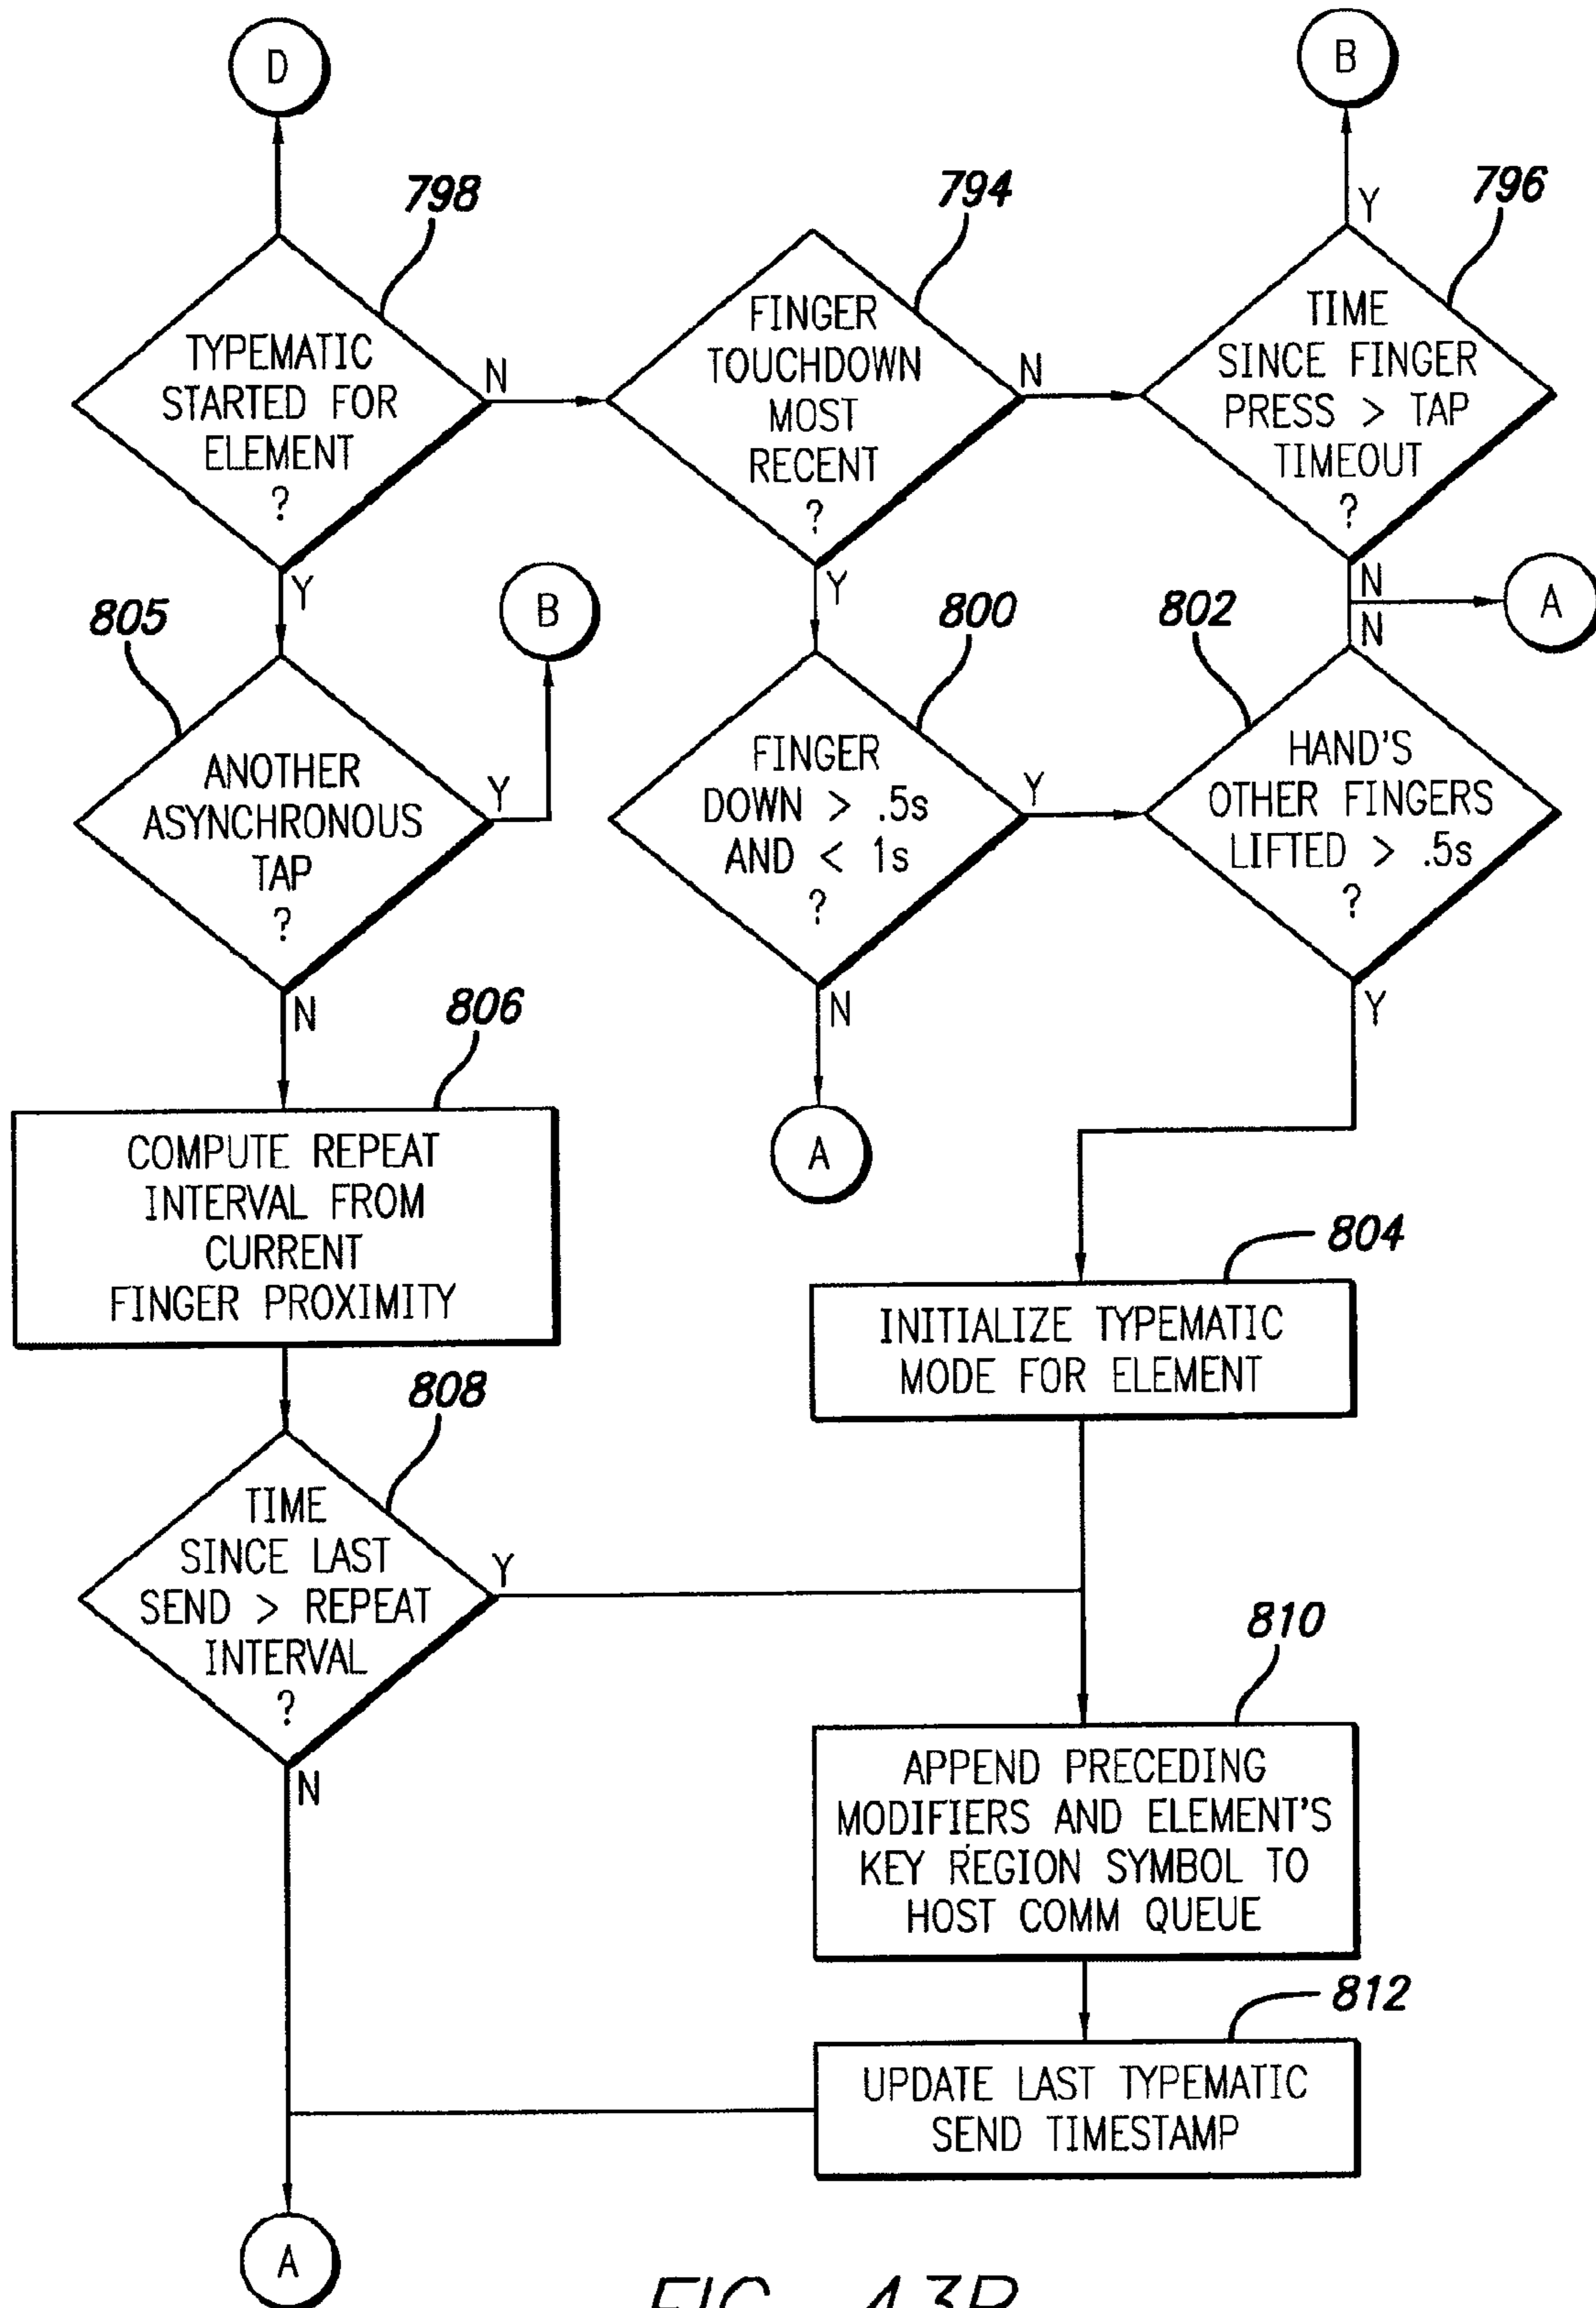 D
B
798
794
796
Y
TYPEMATIC
STARTED FOR
ELEMENT
?
N
Y
FINGER
TOUCHDOWN
MOST
RECENT
?
N
Y
TIME
SINCE FINGER
PRESS > TAP
TIMEOUT
?
N
A
N
805
B
800
802
ANOTHER
ASYNCHRONOUS
TAP
?
Y
N
FINGER
DOWN > .5s
AND < 1s
?
Y
N
A
HAND'S
OTHER FINGERS
LIFTED > .5s
?
Y
806
COMPUTE REPEAT
INTERVAL FROM
CURRENT
FINGER PROXIMITY
804
INITIALIZE TYPEMATIC
MODE FOR ELEMENT
808
TIME
SINCE LAST
SEND > REPEAT
INTERVAL
?
Y
N
810
APPEND PRECEDING
MODIFIERS AND ELEMENT'S
KEY REGION SYMBOL TO
HOST COMM QUEUE
812
UPDATE LAST TYPEMATIC
SEND TIMESTAMP
A
FIG. 43B